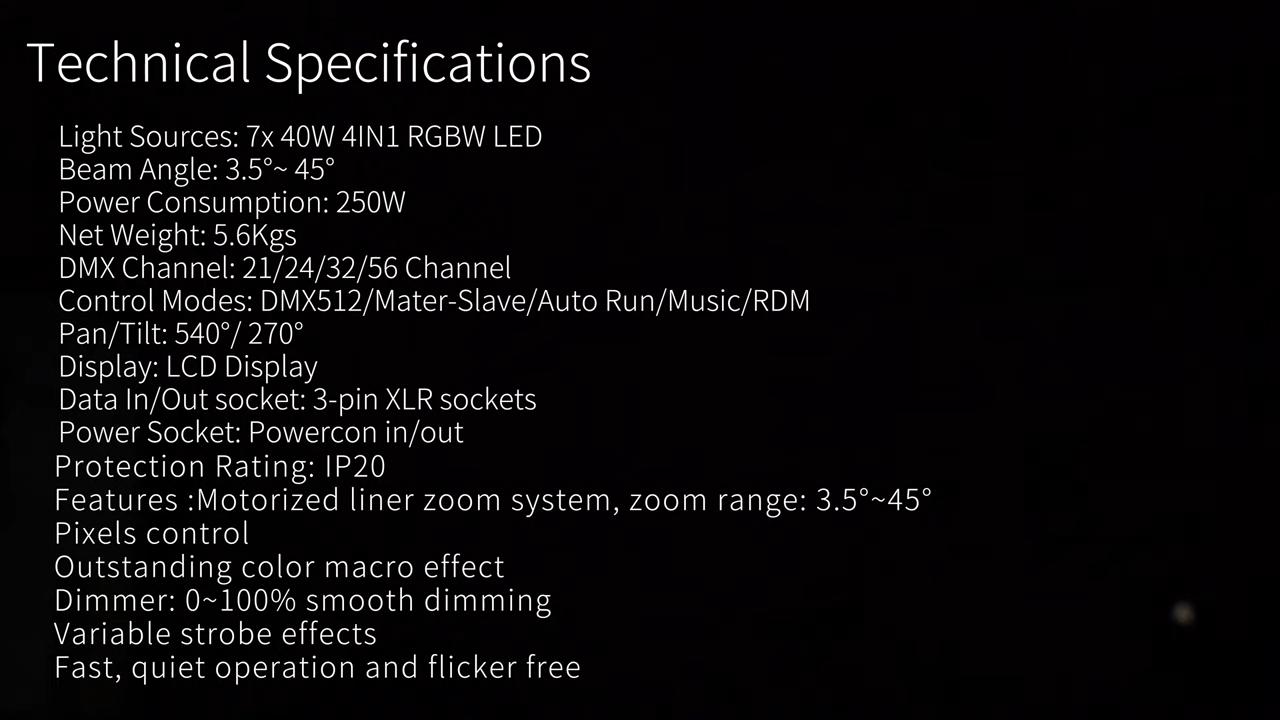 Technical Specifications
Light Sources: 7x 40W 4IN1 RGBW LED
Beam Angle: 3.5°~ 45°
Power Consumption: 250W
Net Weight: 5.6Kgs
DMX Channel: 21/24/32/56 Channel
Control Modes: DMX512/Mater-Slave/Auto Run/Music/RDM
Pan/Tilt: 540°/ 270°
Display: LCD Display
Data In/Out socket: 3-pin XLR sockets
Power Socket: Powercon in/out
Protection Rating: IP20
Features :Motorized liner zoom system, zoom range: 3.5°~45°
Pixels control
Outstanding color macro effect
Dimmer: 0~100% smooth dimming
Variable strobe effects
Fast, quiet operation and flicker free